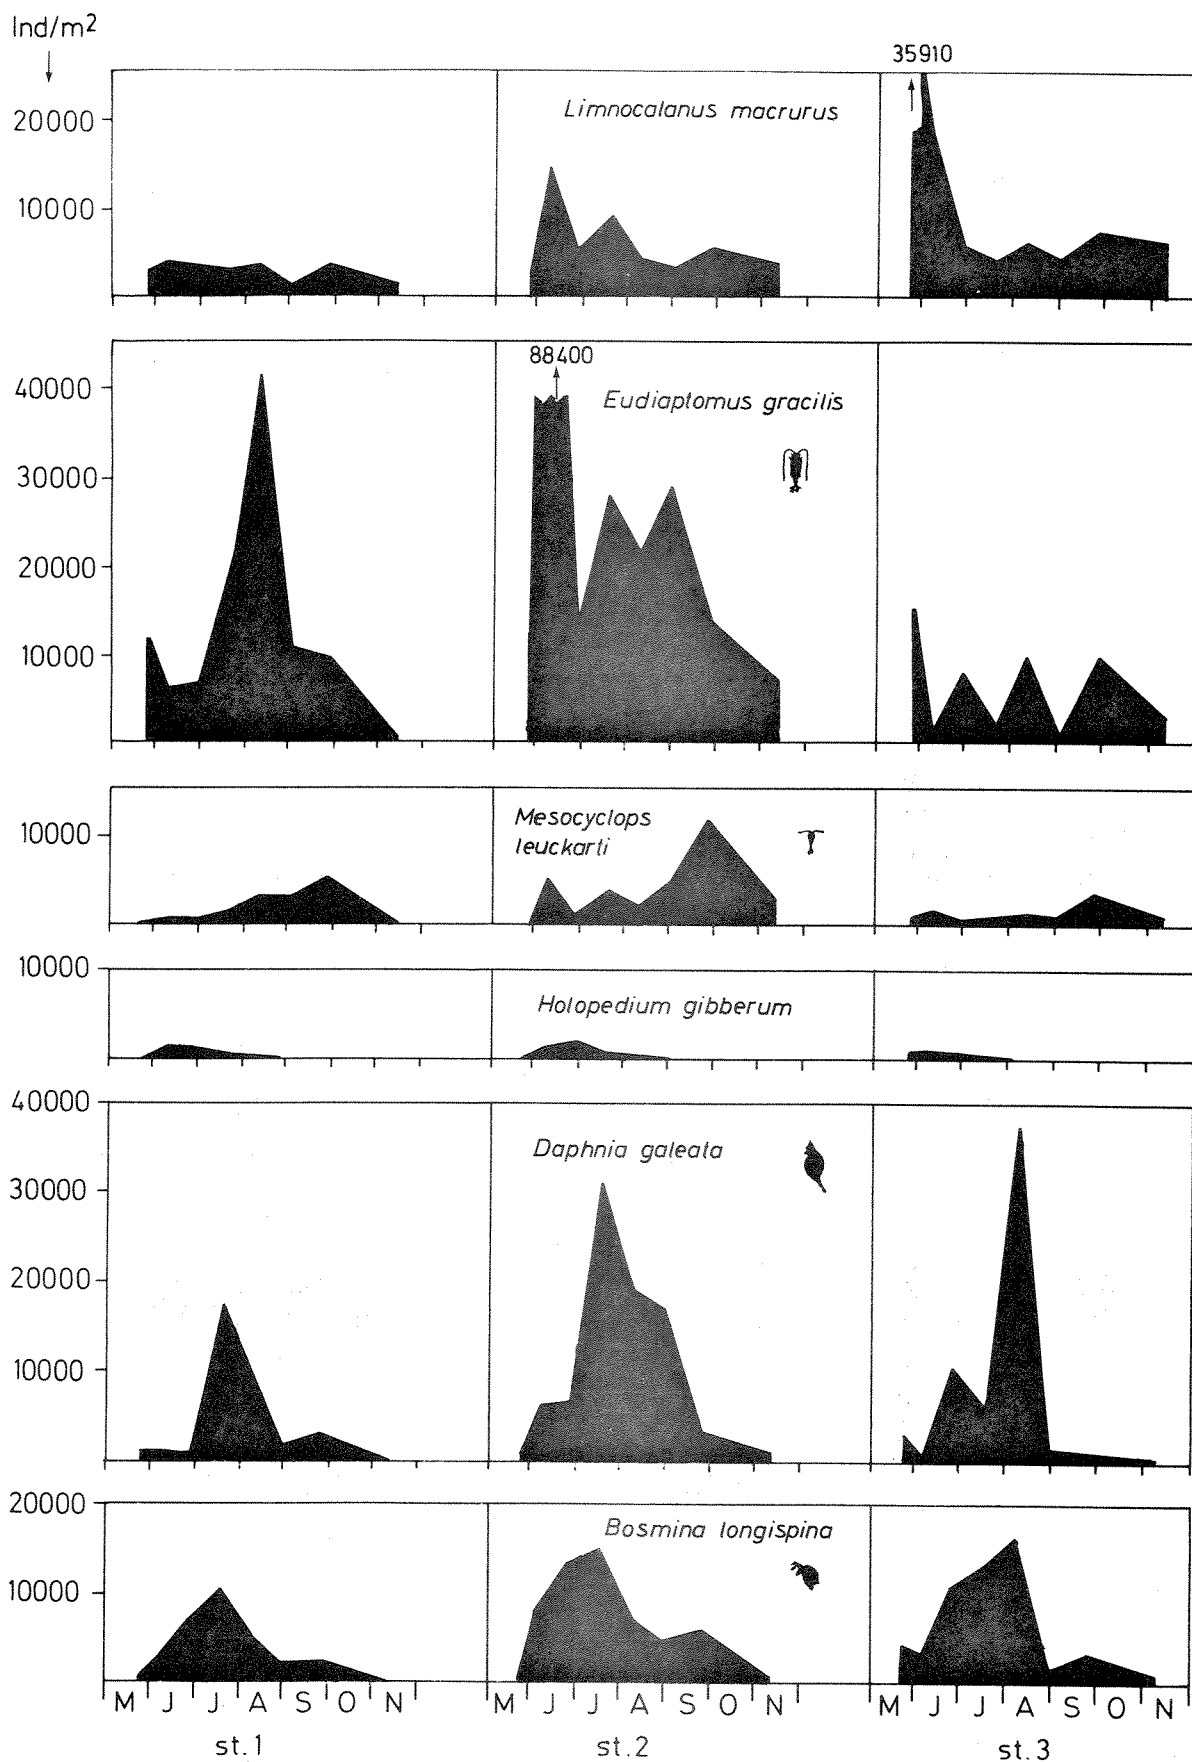 Ind/m²
35910
20000
10000
Limnocalanus macrurus
88400
40000
30000
20000
10000
Eudiaptomus gracilis
10000
Mesocyclops
leuckarti
10000
Holopedium gibberum
40000
30000
20000
10000
Daphnia galeata
20000
10000
Bosmina longispina
M J J A S O N M J J A S O N M J J A S O N
st.1 st.2 st.3